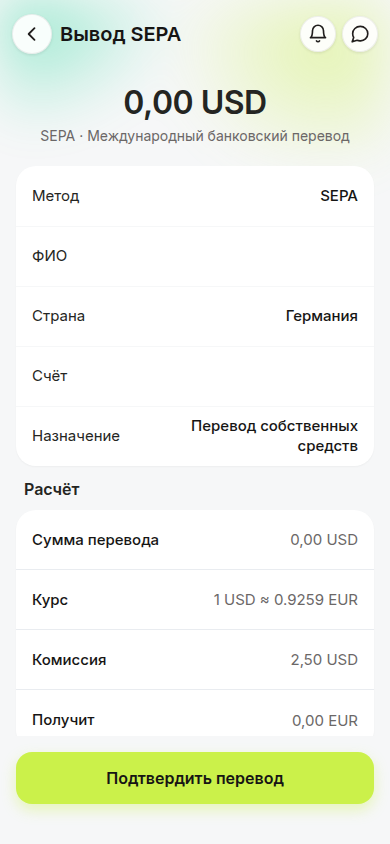 Вывод SEPA
0,00 USD
SEPA · Международный банковский перевод
Метод SEPA
ФИО
Страна Германия
Счёт
Назначение Перевод собственных
средств
Расчёт
Сумма перевода 0,00 USD
Курс 1 USD ≈ 0.9259 EUR
Комиссия 2,50 USD
Получит 0,00 EUR
Подтвердить перевод